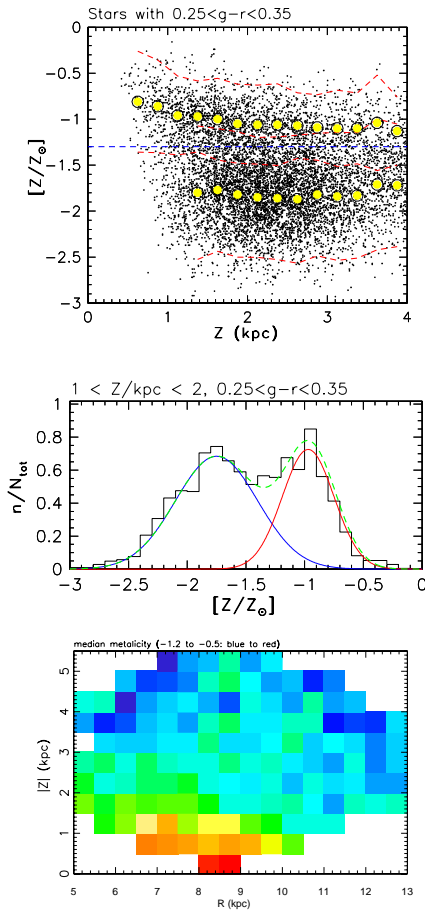 Stars with 0.25<g-r<0.35
0
-0.5
-1
-1.5
-2
-2.5
-3
[Z/Z⊙]
0 1 2 3 4
Z (kpc)
1 < Z/kpc < 2, 0.25<g-r<0.35
0.8
0.6
0.4
0.2
0
n/Ntot
-3 -2.5 -2 -1.5 -1 -0.5 0
[Z/Z⊙]
median metalicity (-1.2 to -0.5: blue to red)
5
4
3
2
1
0
|Z| (kpc)
5 6 7 8 9 10 11 12 13
R (kpc)